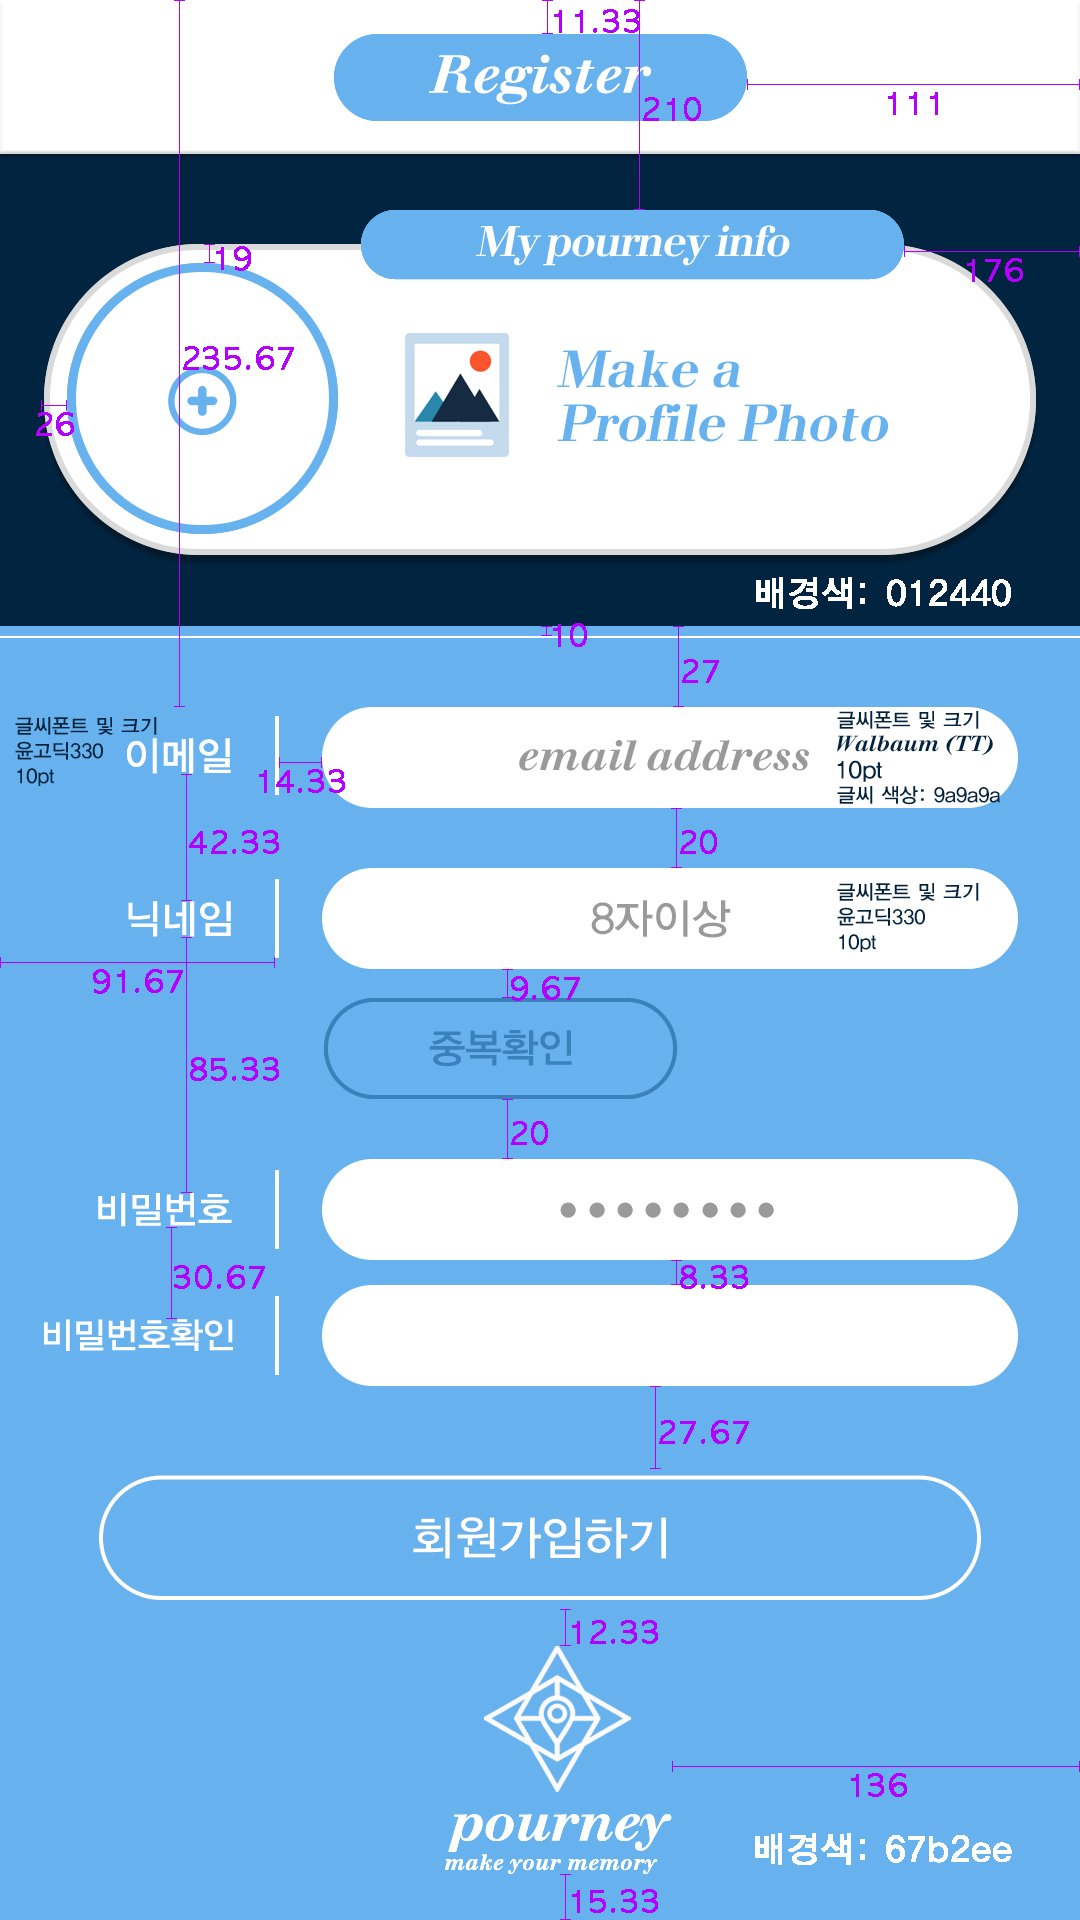 11.33
Register
210
111
My pourney info
19
176
235.67
Make a
Profile Photo
26
배경색: 012440
10
27
글씨폰트 및 크기
윤고딕330
10pt
이메일
14.33
email address
글씨폰트 및 크기
Walbaum (TT)
10pt
글씨 색상: 9a9a9a
42.33
20
닉네임
8자이상
글씨폰트 및 크기
윤고딕330
10pt
91.67
9.67
중복확인
85.33
20
비밀번호
30.67
8.33
비밀번호확인
27.67
회원가입하기
12.33
136
pourney
make your memory
배경색: 67b2ee
15.33